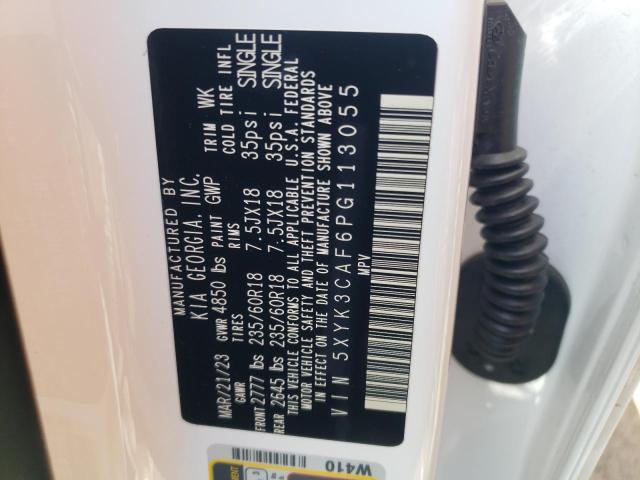 MANUFACTURED BY
KIA GEORGIA, INC.
MAR/21/23 GVWR 4850 lbs PAINT GWP TRIM WK
GAWR TIRES RIMS COLD TIRE INFL
FRONT 2777 lbs 235/60R18 7.5JX18 35psi SINGLE
REAR 2645 lbs 235/60R18 7.5JX18 35psi SINGLE
THIS VEHICLE CONFORMS TO ALL APPLICABLE U.S.A. FEDERAL
MOTOR VEHICLE SAFETY AND THEFT PREVENTION STANDARDS
IN EFFECT ON THE DATE OF MANUFACTURE SHOWN ABOVE
VIN 5XYK3CAF6PG113055
MPV
W410